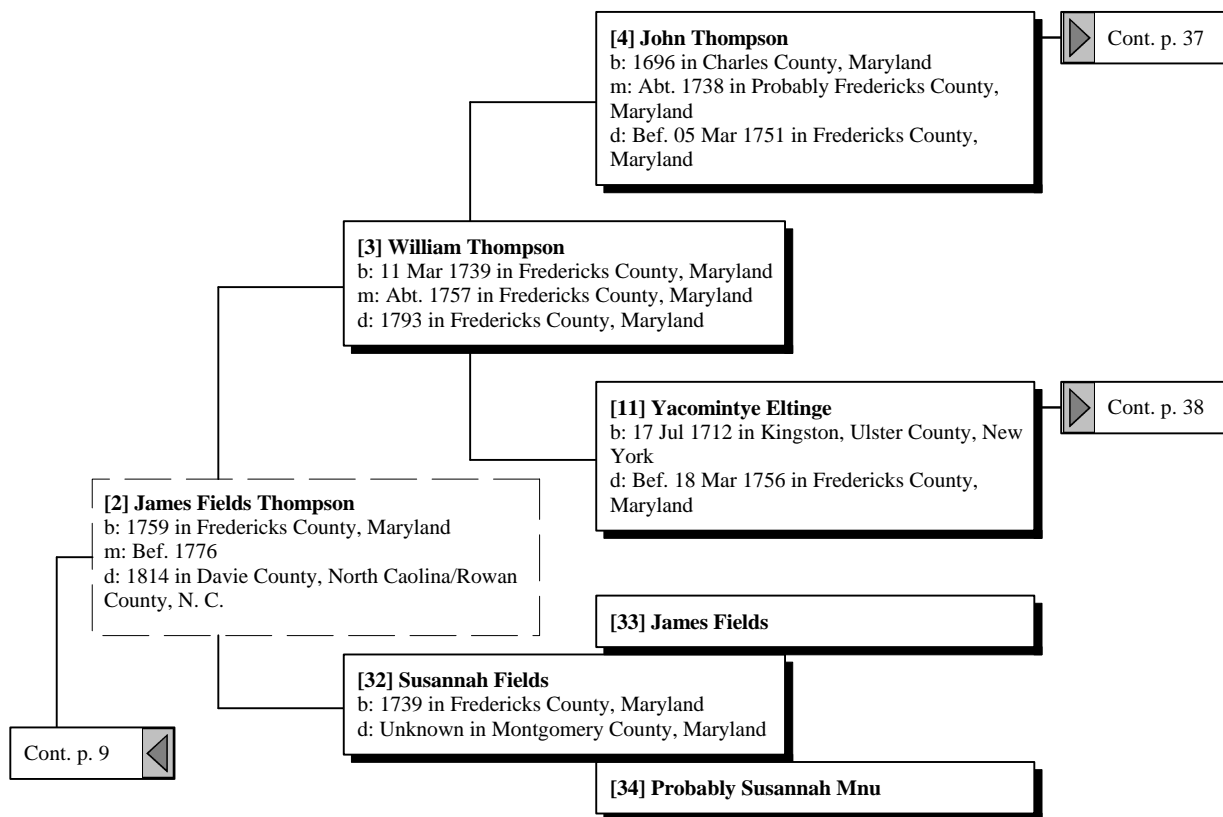 [4] John Thompson
b: 1696 in Charles County, Maryland
m: Abt. 1738 in Probably Fredericks County,
Maryland
d: Bef. 05 Mar 1751 in Fredericks County,
Maryland
Cont. p. 37
[3] William Thompson
b: 11 Mar 1739 in Fredericks County, Maryland
m: Abt. 1757 in Fredericks County, Maryland
d: 1793 in Fredericks County, Maryland
[11] Yacomintye Eltinge
b: 17 Jul 1712 in Kingston, Ulster County, New
York
d: Bef. 18 Mar 1756 in Fredericks County,
Maryland
Cont. p. 38
[2] James Fields Thompson
b: 1759 in Fredericks County, Maryland
m: Bef. 1776
d: 1814 in Davie County, North Caolina/Rowan
County, N. C.
[33] James Fields
[32] Susannah Fields
b: 1739 in Fredericks County, Maryland
d: Unknown in Montgomery County, Maryland
Cont. p. 9
[34] Probably Susannah Mnu